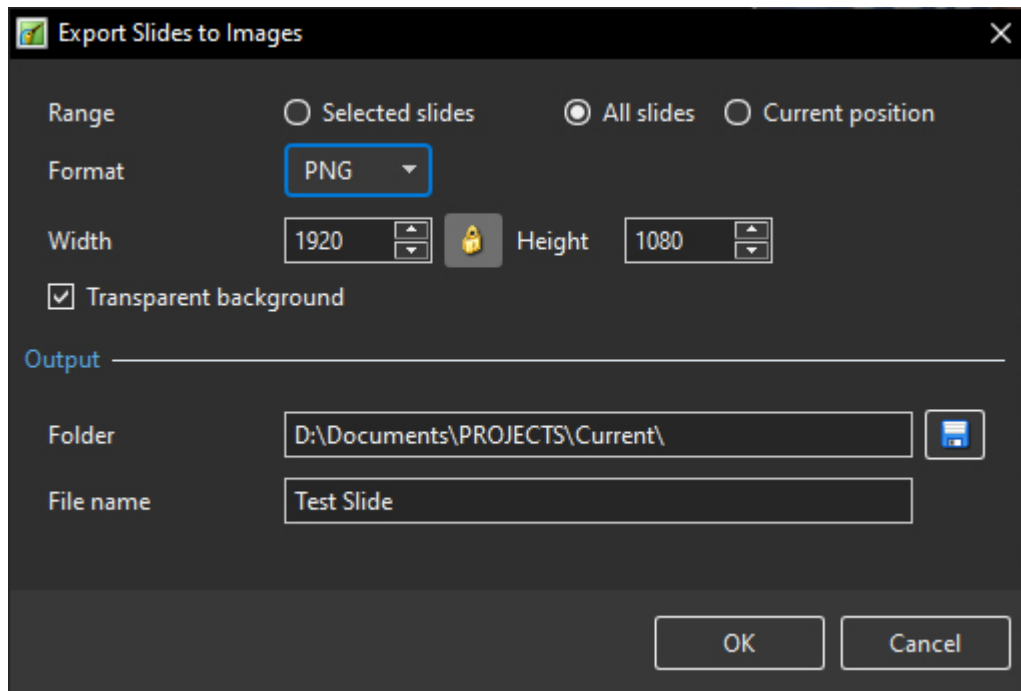 Export Slides to Images
Range Selected slides All slides Current position
Format PNG
Width 1920 Height 1080
Transparent background
Output
Folder D:\Documents\PROJECTS\Current\
File name Test Slide
OK Cancel